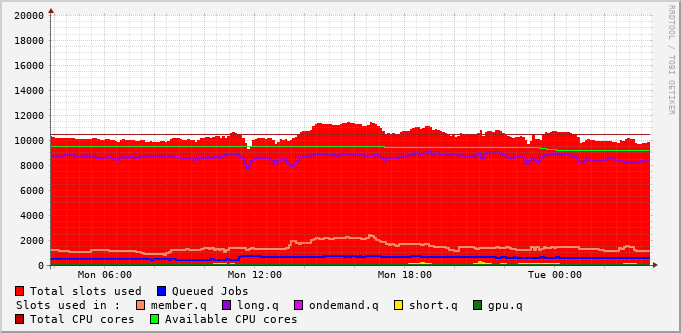 20000
18000
16000
14000
12000
10000
8000
6000
4000
2000
0
Mon 06:00 Mon 12:00 Mon 18:00 Tue 00:00
RRDTOOL / TOBI OETIKER
Total slots used Queued Jobs
Slots used in : member.q long.q ondemand.q short.q gpu.q
Total CPU cores Available CPU cores